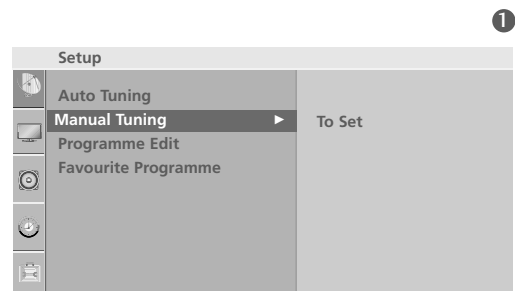 ❶
Setup
Auto Tuning
Manual Tuning ►
To Set
Programme Edit
Favourite Programme